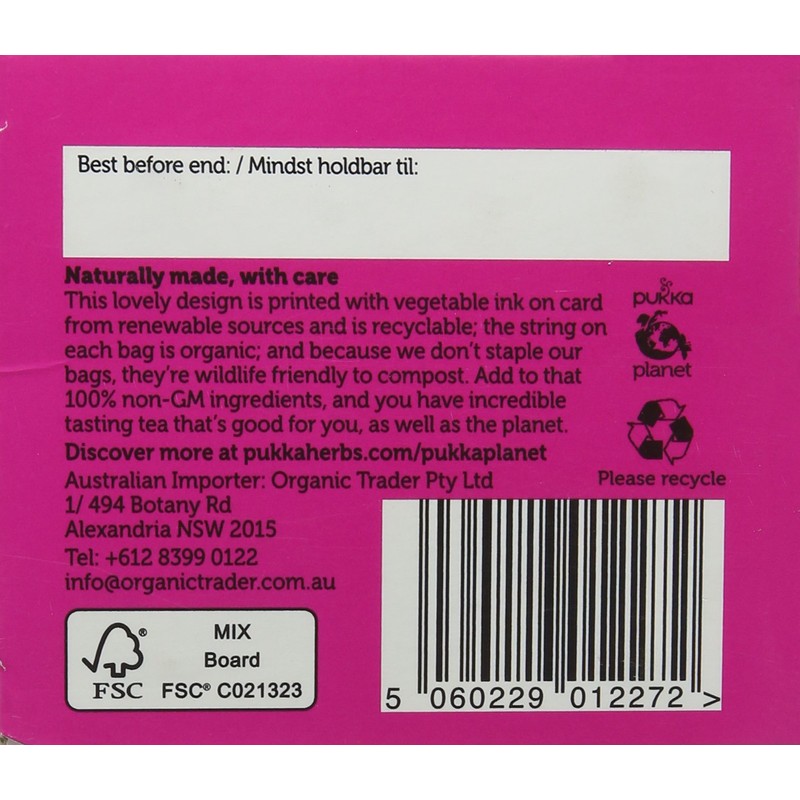 Best before end: / Mindst holdbar til:
Naturally made, with care
This lovely design is printed with vegetable ink on card
from renewable sources and is recyclable; the string on
each bag is organic; and because we don't staple our
bags, they're wildlife friendly to compost. Add to that
100% non-GM ingredients, and you have incredible
tasting tea that's good for you, as well as the planet.
Discover more at pukkaherbs.com/pukkaplanet
pukka
planet
Please recycle
Australian Importer: Organic Trader Pty Ltd
1/ 494 Botany Rd
Alexandria NSW 2015
Tel: +612 8399 0122
info@organictrader.com.au
FSC®
MIX
Board
FSC® C021323
5 060229 012272 >